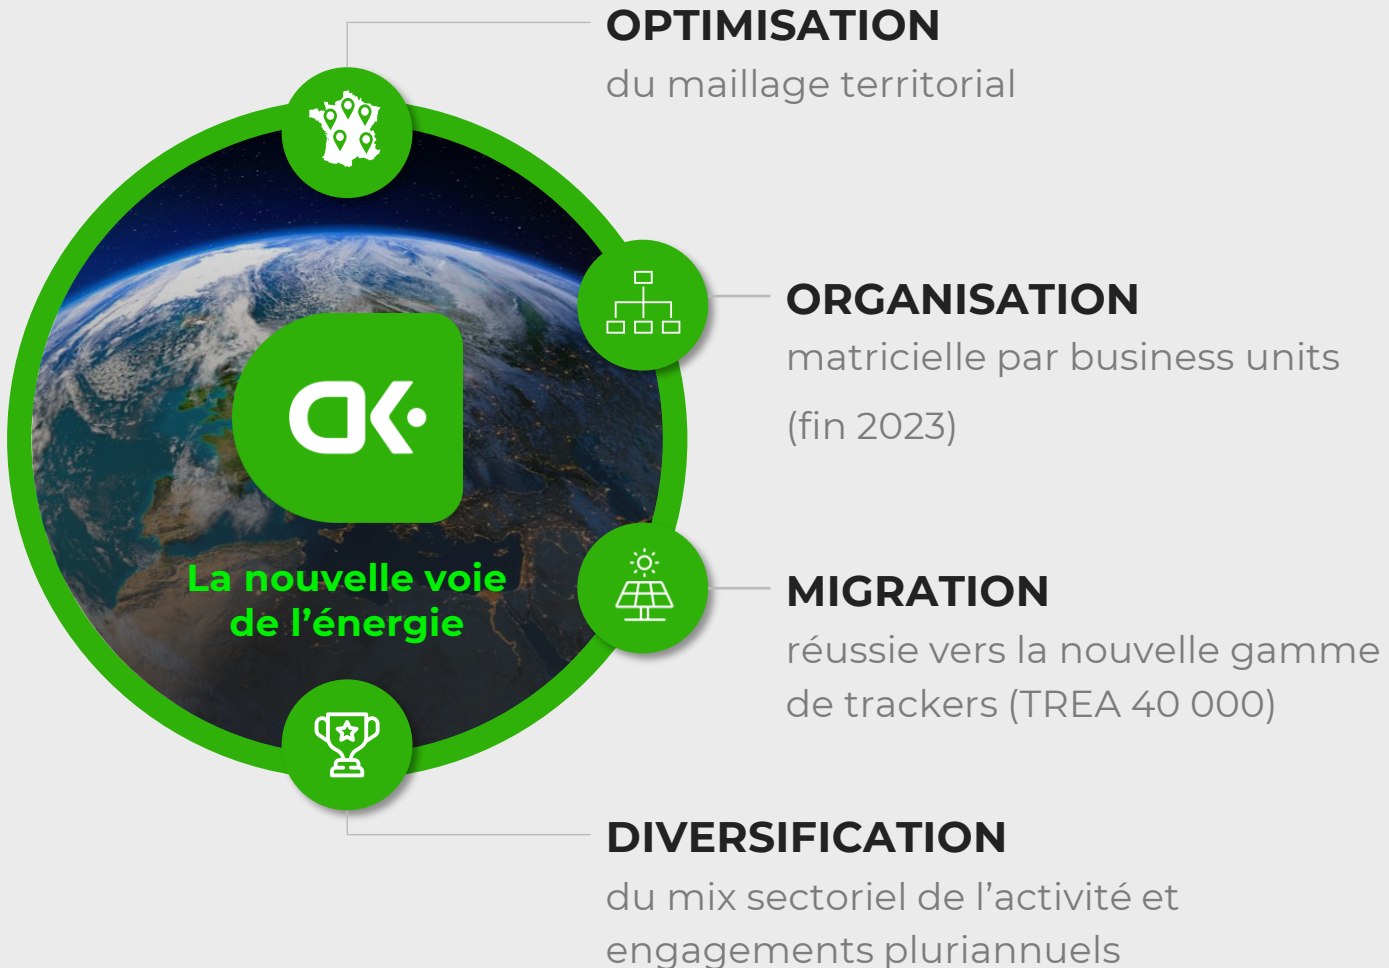 OPTIMISATION
du maillage territorial
ORGANISATION
matricielle par business units
(fin 2023)
La nouvelle voie
de l’énergie
MIGRATION
réussie vers la nouvelle gamme
de trackers (TREA 40 000)
DIVERSIFICATION
du mix sectoriel de l’activité et
engagements pluriannuels